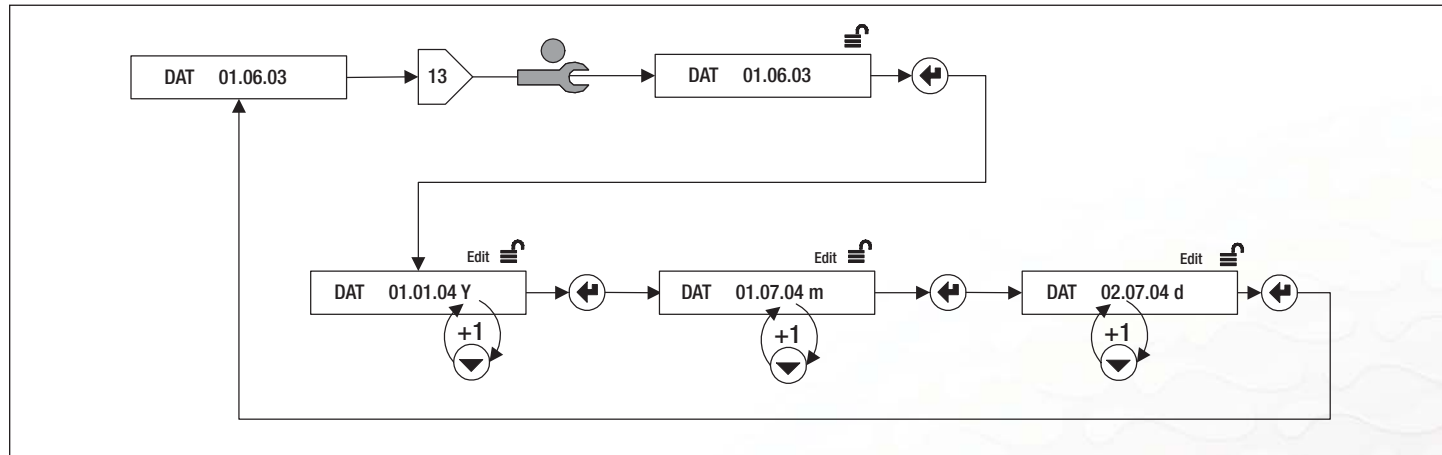 DAT 01.06.03
13
DAT 01.06.03
Edit
DAT 01.01.04 Y
+1
Edit
DAT 01.07.04 m
+1
Edit
DAT 02.07.04 d
+1